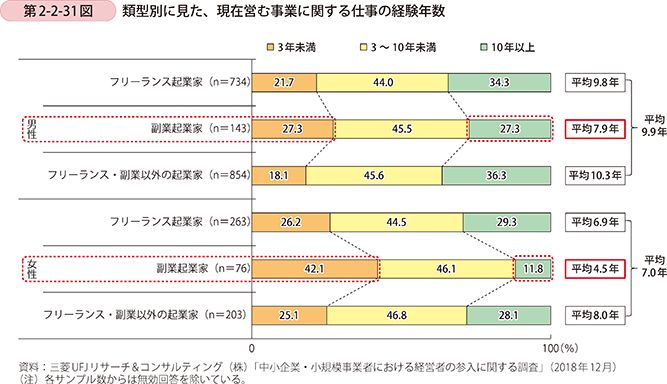 第2-2-31図 類型別に見た、現在営む事業に関する仕事の経験年数
3年未満 3～10年未満 10年以上
フリーランス起業家（n＝734） 21.7 44.0 34.3 平均9.8年
男性 副業起業家（n＝143） 27.3 45.5 27.3 平均7.9年 平均9.9年
フリーランス・副業以外の起業家（n＝854） 18.1 45.6 36.3 平均10.3年
フリーランス起業家（n＝263） 26.2 44.5 29.3 平均6.9年
女性 副業起業家（n＝76） 42.1 46.1 11.8 平均4.5年 平均7.0年
フリーランス・副業以外の起業家（n＝203） 25.1 46.8 28.1 平均8.0年
0 100（%）
資料：三菱UFJリサーチ＆コンサルティング（株）「中小企業・小規模事業者における経営者の参入に関する調査」（2018年12月）
（注）各サンプル数からは無効回答を除いている。